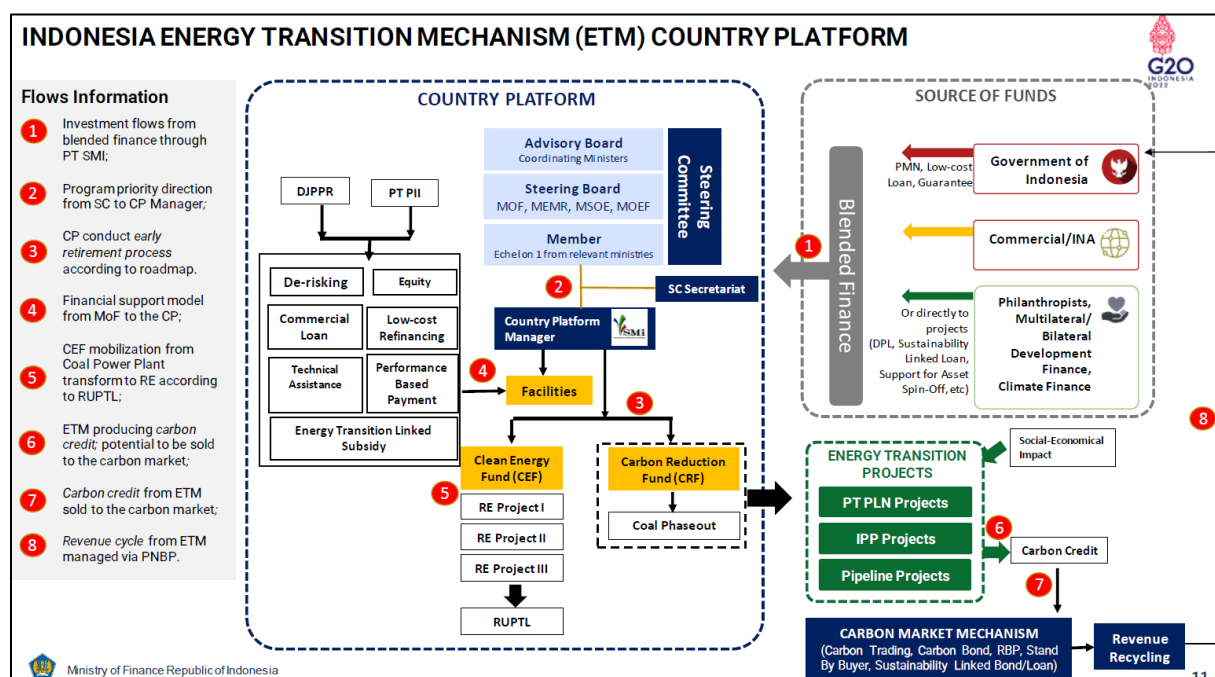 INDONESIA ENERGY TRANSITION MECHANISM (ETM) COUNTRY PLATFORM
G20
INDONESIA
2022
Flows Information
1
Investment flows from
blended finance through
PT SMI;
2
Program priority direction
from SC to CP Manager;
3
CP conduct early
retirement process
according to roadmap.
4
Financial support model
from MoF to the CP;
5
CEF mobilization from
Coal Power Plant
transform to RE according
to RUPTL;
6
ETM producing carbon
credit; potential to be sold
to the carbon market;
7
Carbon credit from ETM
sold to the carbon market;
8
Revenue cycle from ETM
managed via PNBP.
COUNTRY PLATFORM
DJPPR
PT PII
De-risking
Equity
Commercial
Loan
Low-cost
Refinancing
Technical
Assistance
Performance
Based
Payment
Energy Transition Linked
Subsidy
Advisory Board
Coordinating Ministers
Steering Board
MOF, MEMR, MSOE, MOEF
Member
Echelon 1 from relevant ministries
Steering
Committee
2
SC Secretariat
Country Platform
Manager
SMI
4
Facilities
3
Clean Energy
Fund (CEF)
5
RE Project I
RE Project II
RE Project III
RUPTL
Carbon Reduction
Fund (CRF)
Coal Phaseout
SOURCE OF FUNDS
1
Blended Finance
PMN, Low-cost
Loan, Guarantee
Government of
Indonesia
Commercial/INA
Or directly to
projects
(DPL, Sustainability
Linked Loan,
Support for Asset
Spin-Off, etc)
Philanthropists,
Multilateral/
Bilateral
Development
Finance,
Climate Finance
8
ENERGY TRANSITION
PROJECTS
PT PLN Projects
IPP Projects
Pipeline Projects
Social-Economical
Impact
6
Carbon Credit
7
CARBON MARKET MECHANISM
(Carbon Trading, Carbon Bond, RBP, Stand
By Buyer, Sustainability Linked Bond/Loan)
Revenue
Recycling
Ministry of Finance Republic of Indonesia
11